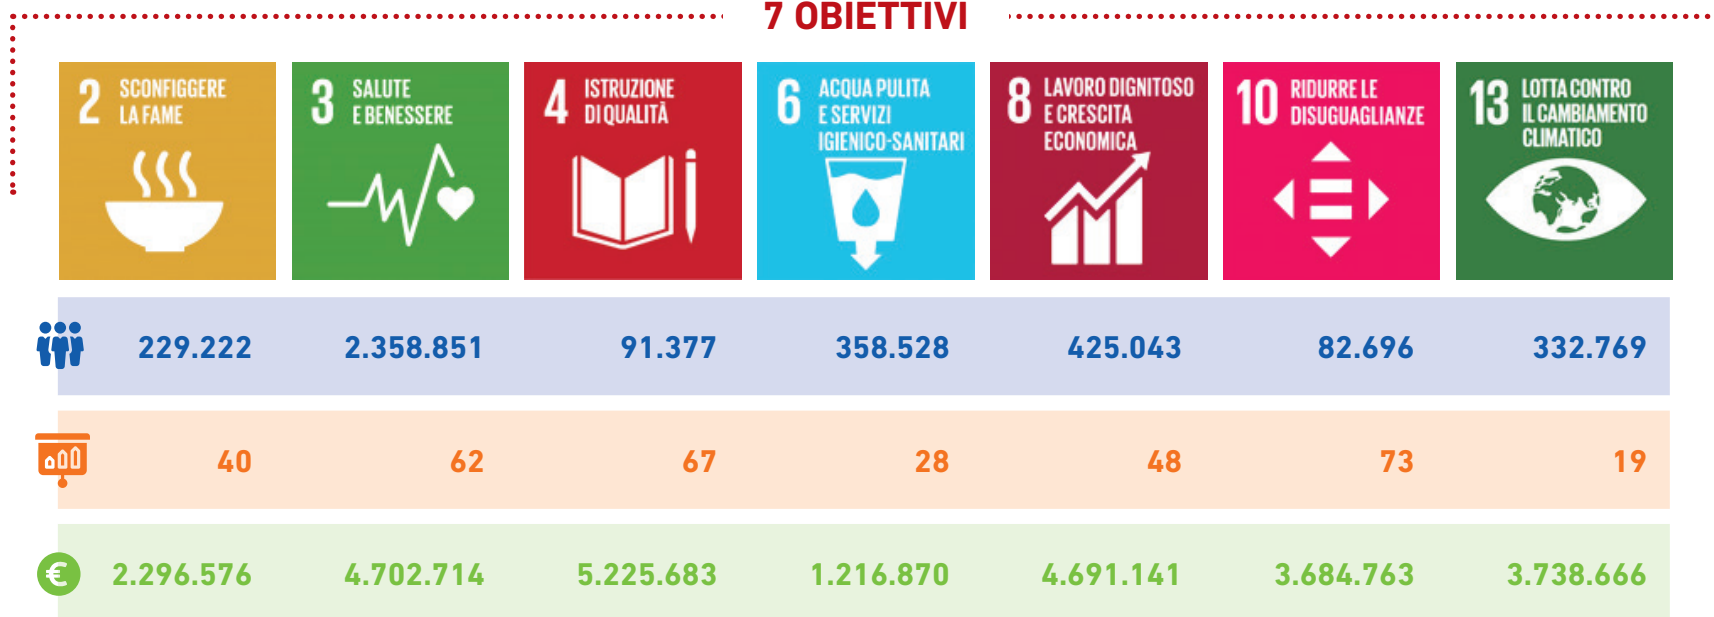 7 OBIETTIVI
2 SCONFIGGERE
LA FAME
3 SALUTE
E BENESSERE
4 ISTRUZIONE
DI QUALITÀ
6 ACQUA PULITA
E SERVIZI
IGIENICO-SANITARI
8 LAVORO DIGNITOSO
E CRESCITA
ECONOMICA
10 RIDURRE LE
DISUGUAGLIANZE
13 LOTTA CONTRO
IL CAMBIAMENTO
CLIMATICO
229.222 2.358.851 91.377 358.528 425.043 82.696 332.769
40 62 67 28 48 73 19
€ 2.296.576 4.702.714 5.225.683 1.216.870 4.691.141 3.684.763 3.738.666